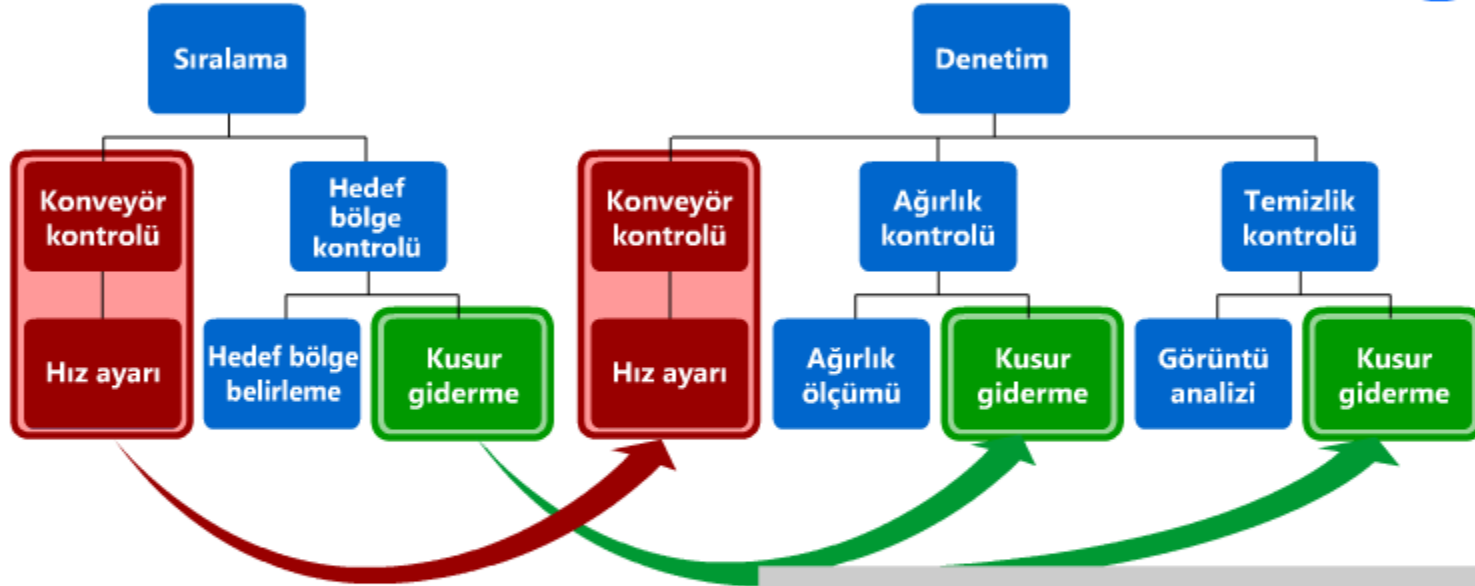 Sıralama
Denetim
Konveyör
kontrolü
Hedef
bölge
kontrolü
Konveyör
kontrolü
Ağırlık
kontrolü
Temizlik
kontrolü
Hız ayarı
Hedef bölge
belirleme
Kusur
giderme
Hız ayarı
Ağırlık
ölçümü
Kusur
giderme
Görüntü
analizi
Kusur
giderme